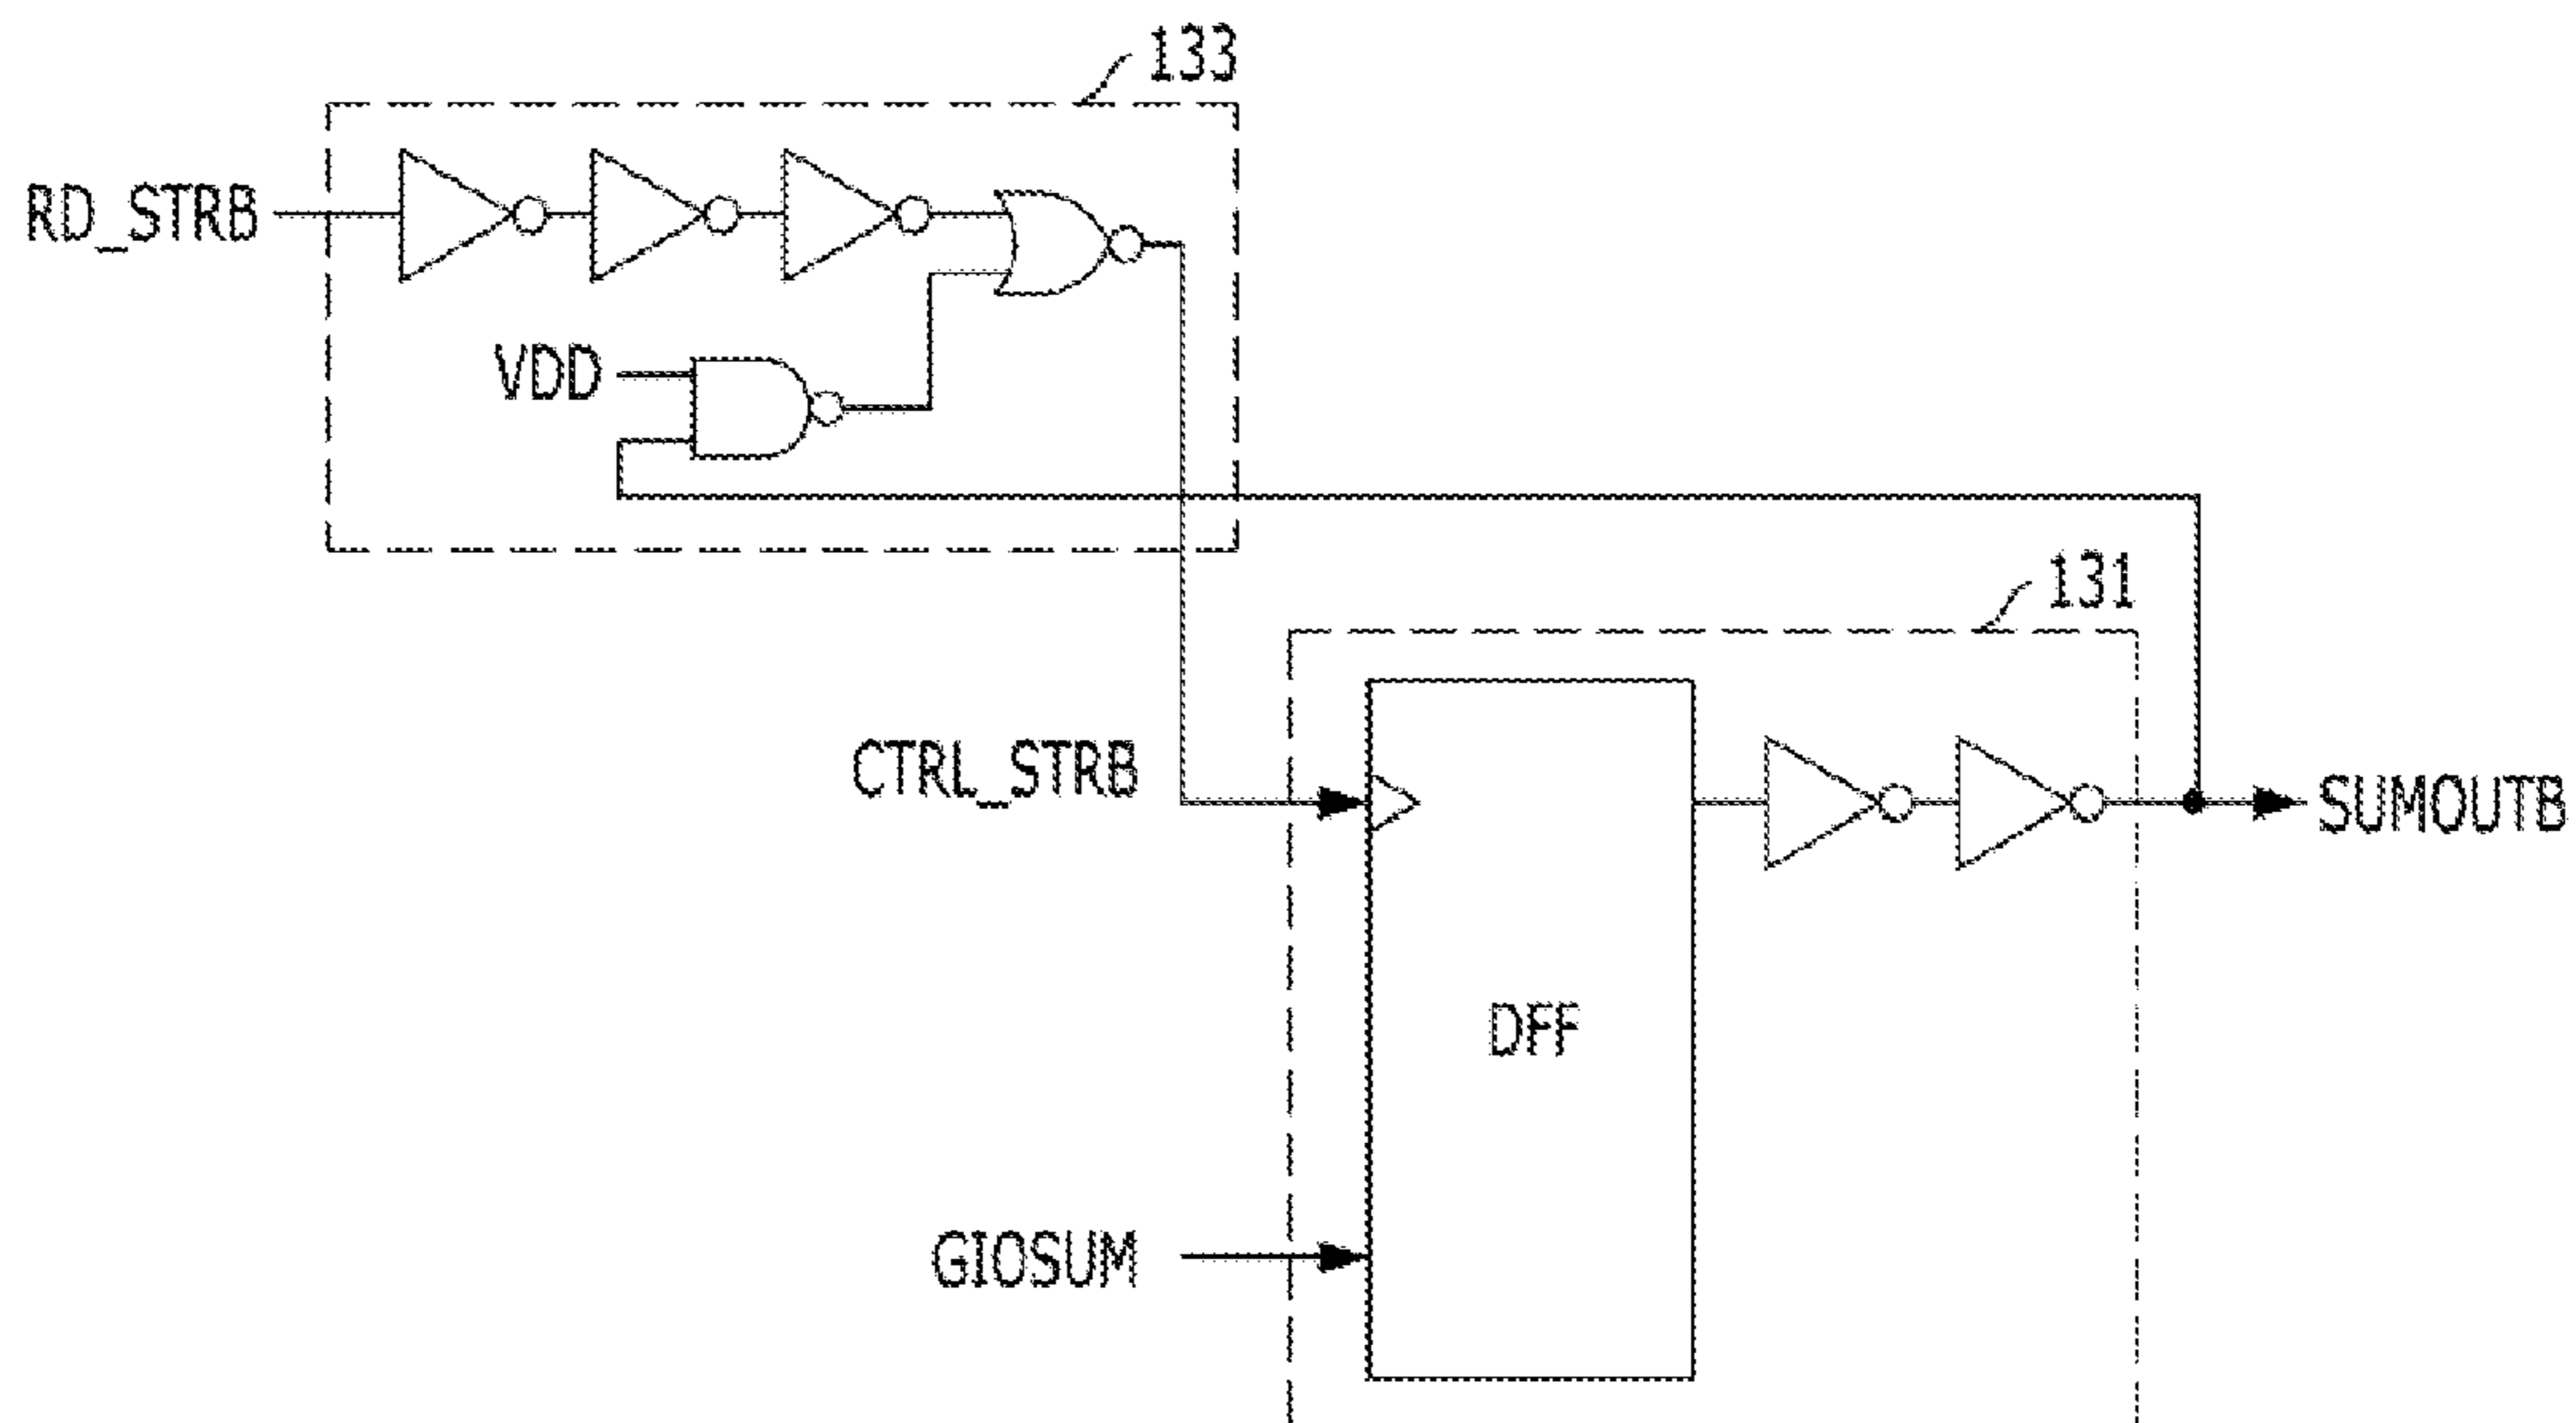 133
RD_STRB
VDD
131
CTRL_STRB
SUMOUTB
DFF
GIOSUM